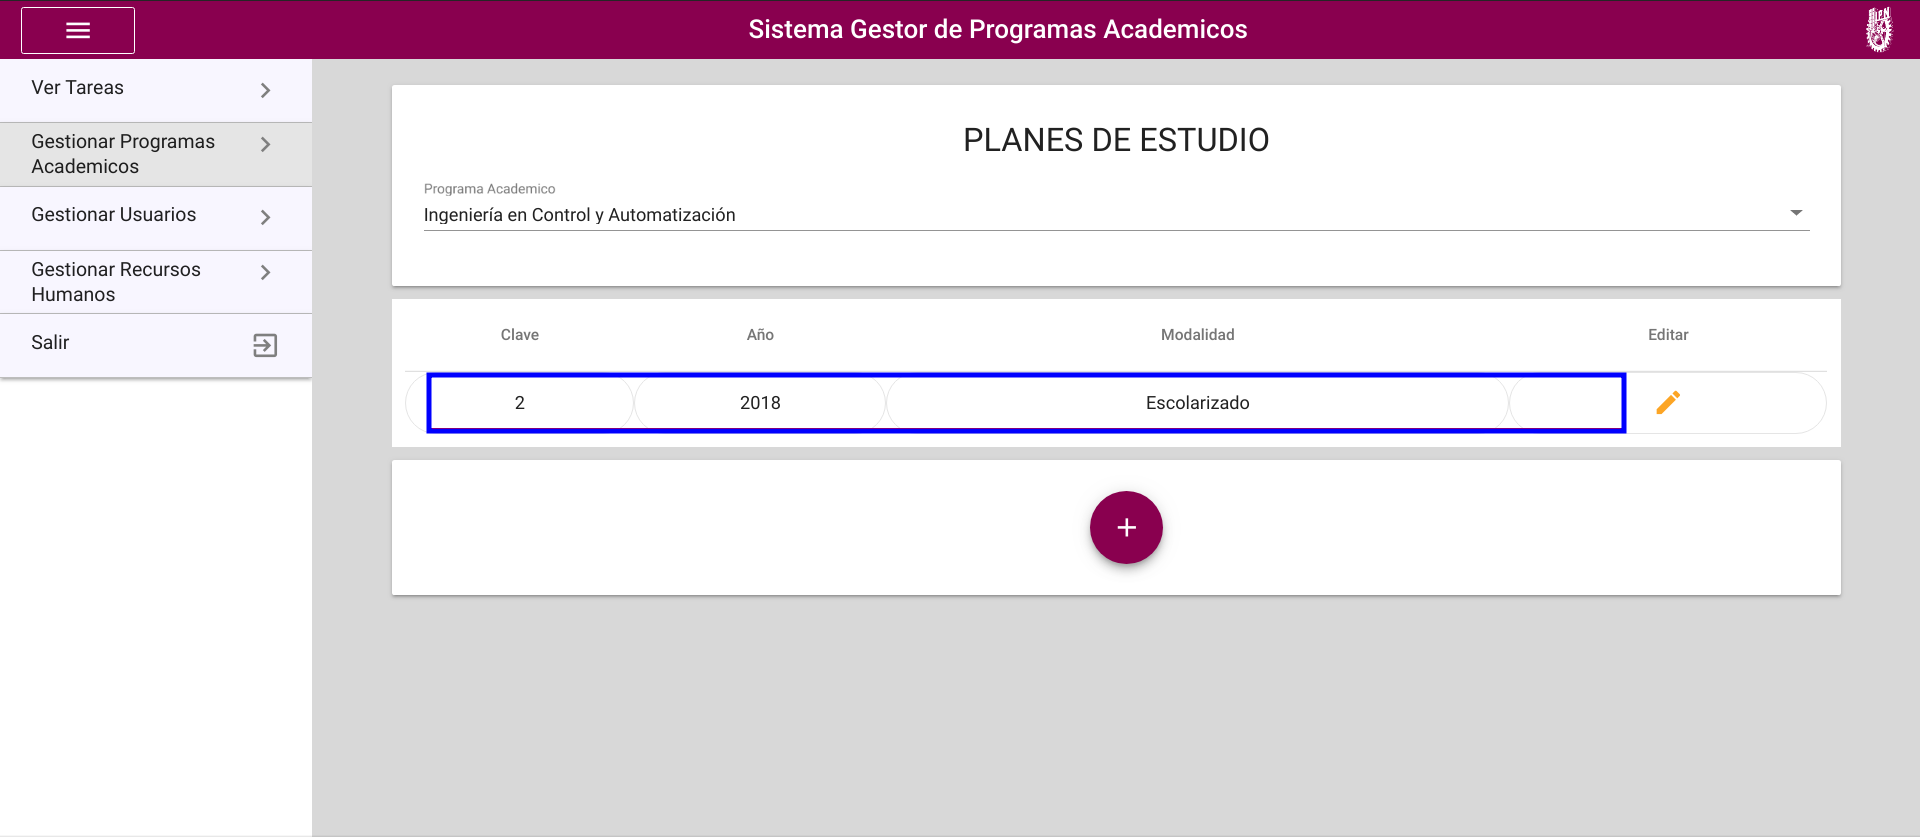 Sistema Gestor de Programas Academicos
Ver Tareas
Gestionar Programas
Academicos
Gestionar Usuarios
Gestionar Recursos
Humanos
Salir
PLANES DE ESTUDIO
Programa Academico
Ingeniería en Control y Automatización
Clave Año Modalidad Editar
2 2018 Escolarizado